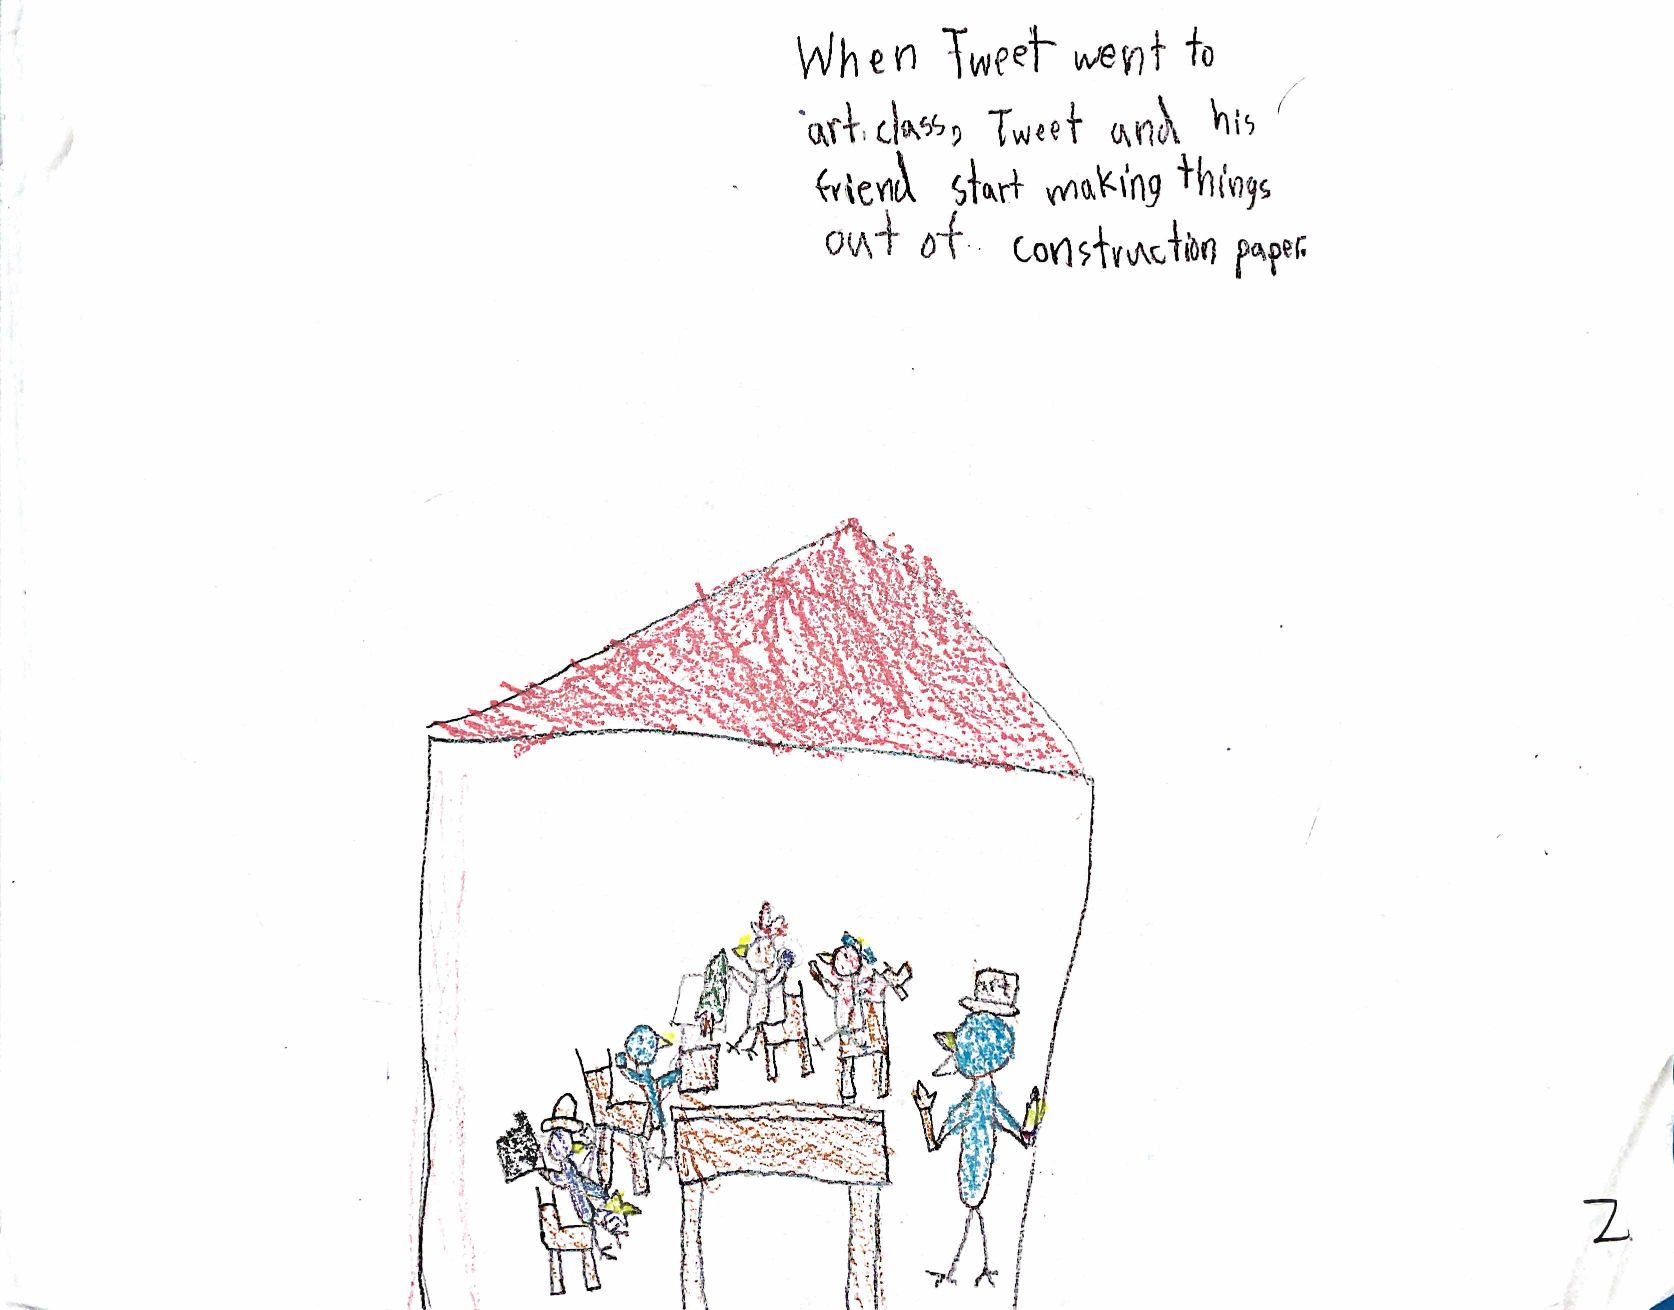 When Tweet went to
art class, Tweet and his
friend start making things
out of construction paper.
ART
2